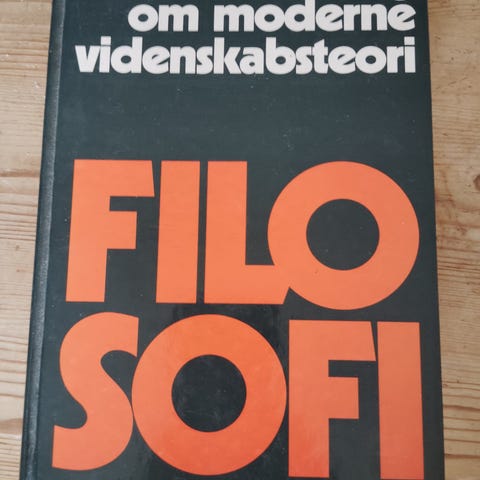 om moderne
videnskabsteori
FILO
SOFI